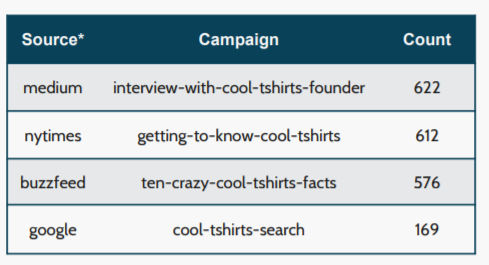 Source* Campaign Count
medium interview-with-cool-tshirts-founder 622
nytimes getting-to-know-cool-tshirts 612
buzzfeed ten-crazy-cool-tshirts-facts 576
google cool-tshirts-search 169